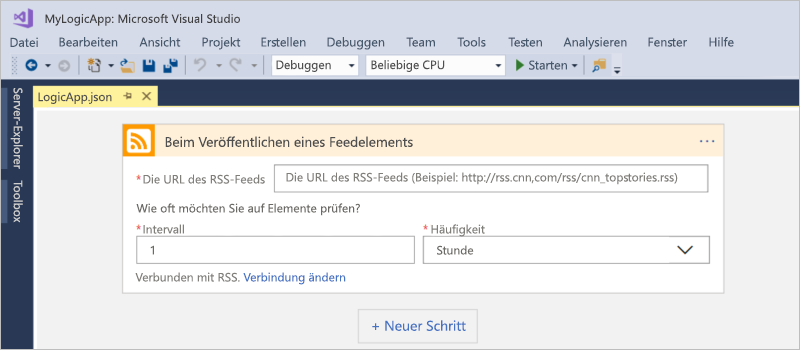 MyLogicApp: Microsoft Visual Studio
Datei Bearbeiten Ansicht Projekt Erstellen Debuggen Team Tools Testen Analysieren Fenster Hilfe
Debuggen Beliebige CPU Starten
Server-Explorer
Toolbox
LogicApp.json
Beim Veröffentlichen eines Feedelements
*Die URL des RSS-Feeds Die URL des RSS-Feeds (Beispiel: http://rss.cnn,com/rss/cnn_topstories.rss)
Wie oft möchten Sie auf Elemente prüfen?
*Intervall *Häufigkeit
1 Stunde
Verbunden mit RSS. Verbindung ändern
+ Neuer Schritt